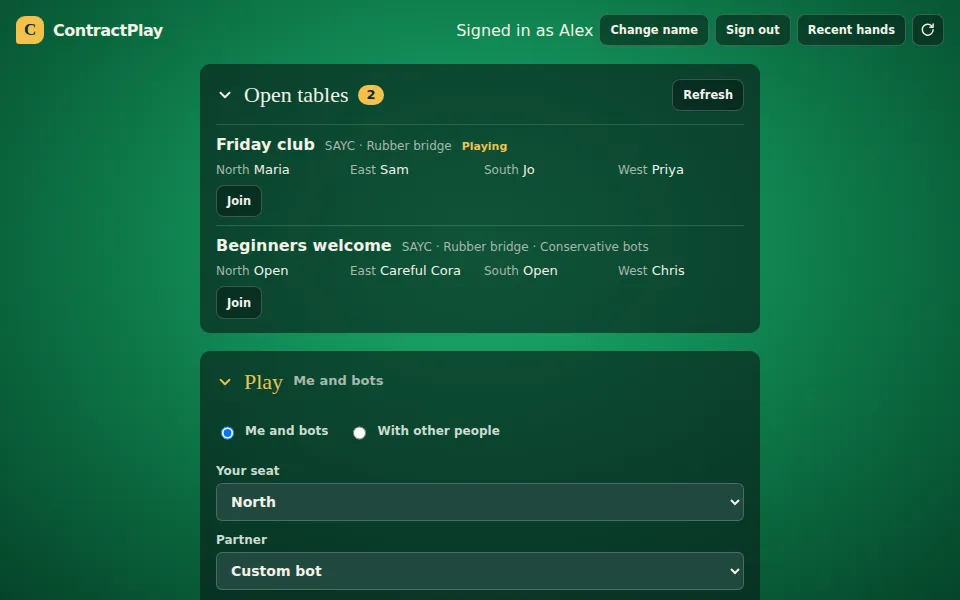 C ContractPlay
Signed in as Alex Change name Sign out Recent hands
Open tables 2 Refresh
Friday club SAYC · Rubber bridge Playing
North Maria East Sam South Jo West Priya
Join
Beginners welcome SAYC · Rubber bridge · Conservative bots
North Open East Careful Cora South Open West Chris
Join
Play Me and bots
Me and bots With other people
Your seat
North
Partner
Custom bot